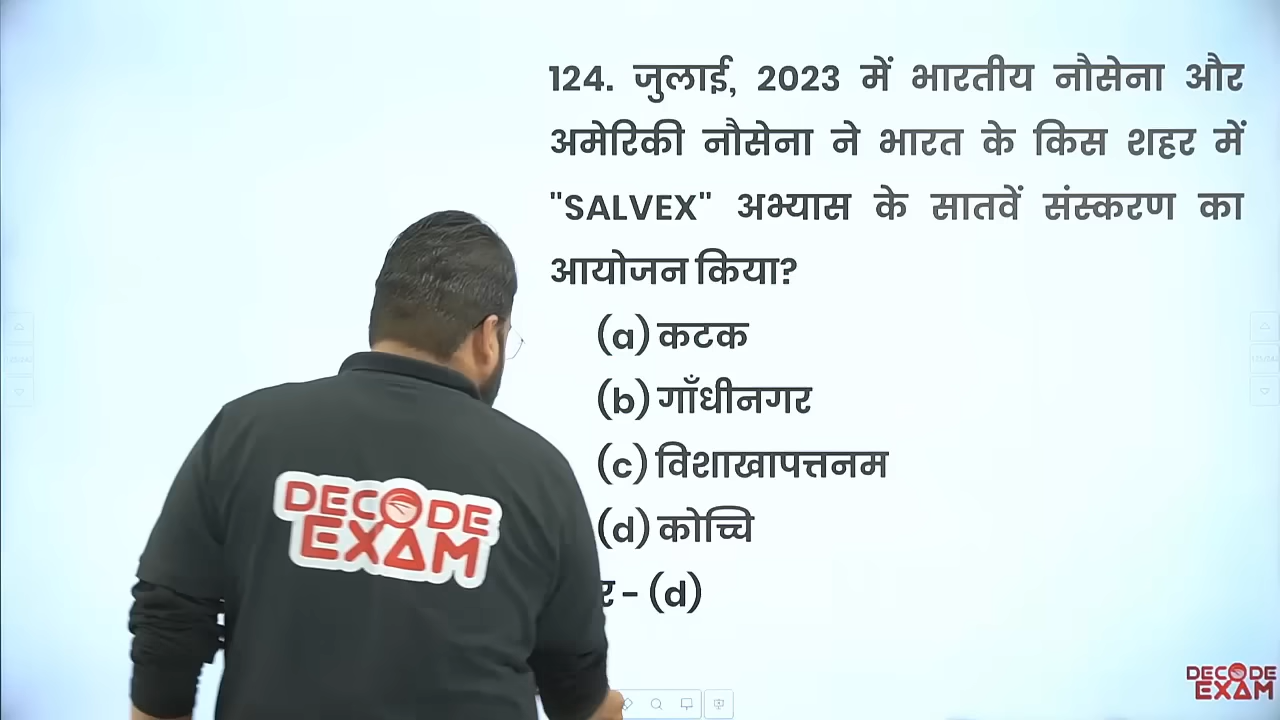 124. जुलाई, 2023 में भारतीय नौसेना और
अमेरिकी नौसेना ने भारत के किस शहर में
"SALVEX" अभ्यास के सातवें संस्करण का
आयोजन किया?
(a) कटक
(b) गाँधीनगर
(c) विशाखापत्तनम
(d) कोच्चि
र - (d)
DECODE
EXAM
DECODE
EXAM